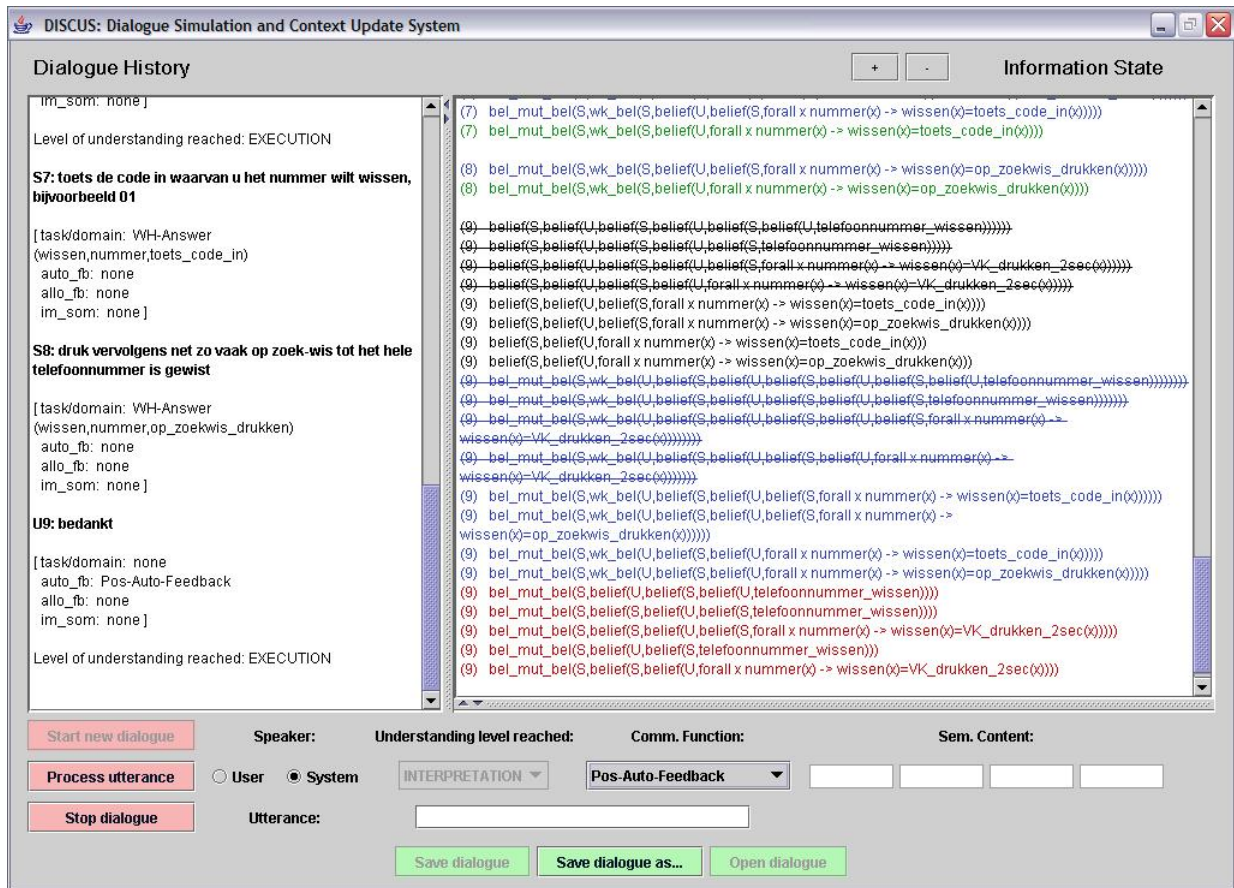 DISCUS: Dialogue Simulation and Context Update System
Dialogue History
+ -
Information State
im_som: none ]
Level of understanding reached: EXECUTION
S7: toets de code in waarvan u het nummer wilt wissen,
bijvoorbeeld 01
[ task/domain: WH-Answer
(wissen,nummer,toets_code_in)
auto_fb: none
allo_fb: none
im_som: none ]
S8: druk vervolgens net zo vaak op zoek-wis tot het hele
telefoonnummer is gewist
[ task/domain: WH-Answer
(wissen,nummer,op_zoekwis_drukken)
auto_fb: none
allo_fb: none
im_som: none ]
U9: bedankt
[ task/domain: none
auto_fb: Pos-Auto-Feedback
allo_fb: none
im_som: none ]
Level of understanding reached: EXECUTION
(7) bel_mut_bel(S,wk_bel(S,belief(U,belief(S,forall x nummer(x) -> wissen(x)=toets_code_in(x)))))
(7) bel_mut_bel(S,wk_bel(S,belief(U,forall x nummer(x) -> wissen(x)=toets_code_in(x))))
(8) bel_mut_bel(S,wk_bel(S,belief(U,belief(S,forall x nummer(x) -> wissen(x)=op_zoekwis_drukken(x)))))
(8) bel_mut_bel(S,wk_bel(S,belief(U,forall x nummer(x) -> wissen(x)=op_zoekwis_drukken(x))))
(9) belief(S,belief(U,belief(S,belief(U,belief(S,belief(U,telefoonnummer_wissen))))))
(9) belief(S,belief(U,belief(S,belief(U,belief(S,telefoonnummer_wissen)))))
(9) belief(S,belief(U,belief(S,belief(U,belief(S,forall x nummer(x) -> wissen(x)=VK_drukken_2sec(x))))))
(9) belief(S,belief(U,belief(S,belief(U,forall x nummer(x) -> wissen(x)=VK_drukken_2sec(x)))))
(9) belief(S,belief(U,belief(S,forall x nummer(x) -> wissen(x)=toets_code_in(x))))
(9) belief(S,belief(U,belief(S,forall x nummer(x) -> wissen(x)=op_zoekwis_drukken(x))))
(9) belief(S,belief(U,forall x nummer(x) -> wissen(x)=toets_code_in(x)))
(9) belief(S,belief(U,forall x nummer(x) -> wissen(x)=op_zoekwis_drukken(x)))
(9) bel_mut_bel(S,wk_bel(U,belief(S,belief(U,belief(S,belief(U,belief(S,belief(U,telefoonnummer_wissen))))))))
(9) bel_mut_bel(S,wk_bel(U,belief(S,belief(U,belief(S,belief(U,belief(S,telefoonnummer_wissen)))))))
(9) bel_mut_bel(S,wk_bel(U,belief(S,belief(U,belief(S,belief(U,belief(S,forall x nummer(x) ->
wissen(x)=VK_drukken_2sec(x))))))))
(9) bel_mut_bel(S,wk_bel(U,belief(S,belief(U,belief(S,belief(U,forall x nummer(x) ->
wissen(x)=VK_drukken_2sec(x)))))))
(9) bel_mut_bel(S,wk_bel(U,belief(S,belief(U,belief(S,forall x nummer(x) -> wissen(x)=toets_code_in(x))))))
(9) bel_mut_bel(S,wk_bel(U,belief(S,belief(U,belief(S,forall x nummer(x) ->
wissen(x)=op_zoekwis_drukken(x))))))
(9) bel_mut_bel(S,wk_bel(U,belief(S,belief(U,forall x nummer(x) -> wissen(x)=toets_code_in(x)))))
(9) bel_mut_bel(S,wk_bel(U,belief(S,belief(U,forall x nummer(x) -> wissen(x)=op_zoekwis_drukken(x)))))
(9) bel_mut_bel(S,belief(U,belief(S,belief(U,telefoonnummer_wissen))))
(9) bel_mut_bel(S,belief(S,belief(U,belief(S,telefoonnummer_wissen))))
(9) bel_mut_bel(S,belief(S,belief(U,belief(S,forall x nummer(x) -> wissen(x)=VK_drukken_2sec(x)))))
(9) bel_mut_bel(S,belief(U,belief(S,telefoonnummer_wissen)))
(9) bel_mut_bel(S,belief(S,belief(U,forall x nummer(x) -> wissen(x)=VK_drukken_2sec(x))))
Start new dialogue Speaker: Understanding level reached: Comm. Function: Sem. Content:
Process utterance User System INTERPRETATION Pos-Auto-Feedback
Stop dialogue Utterance:
Save dialogue Save dialogue as... Open dialogue